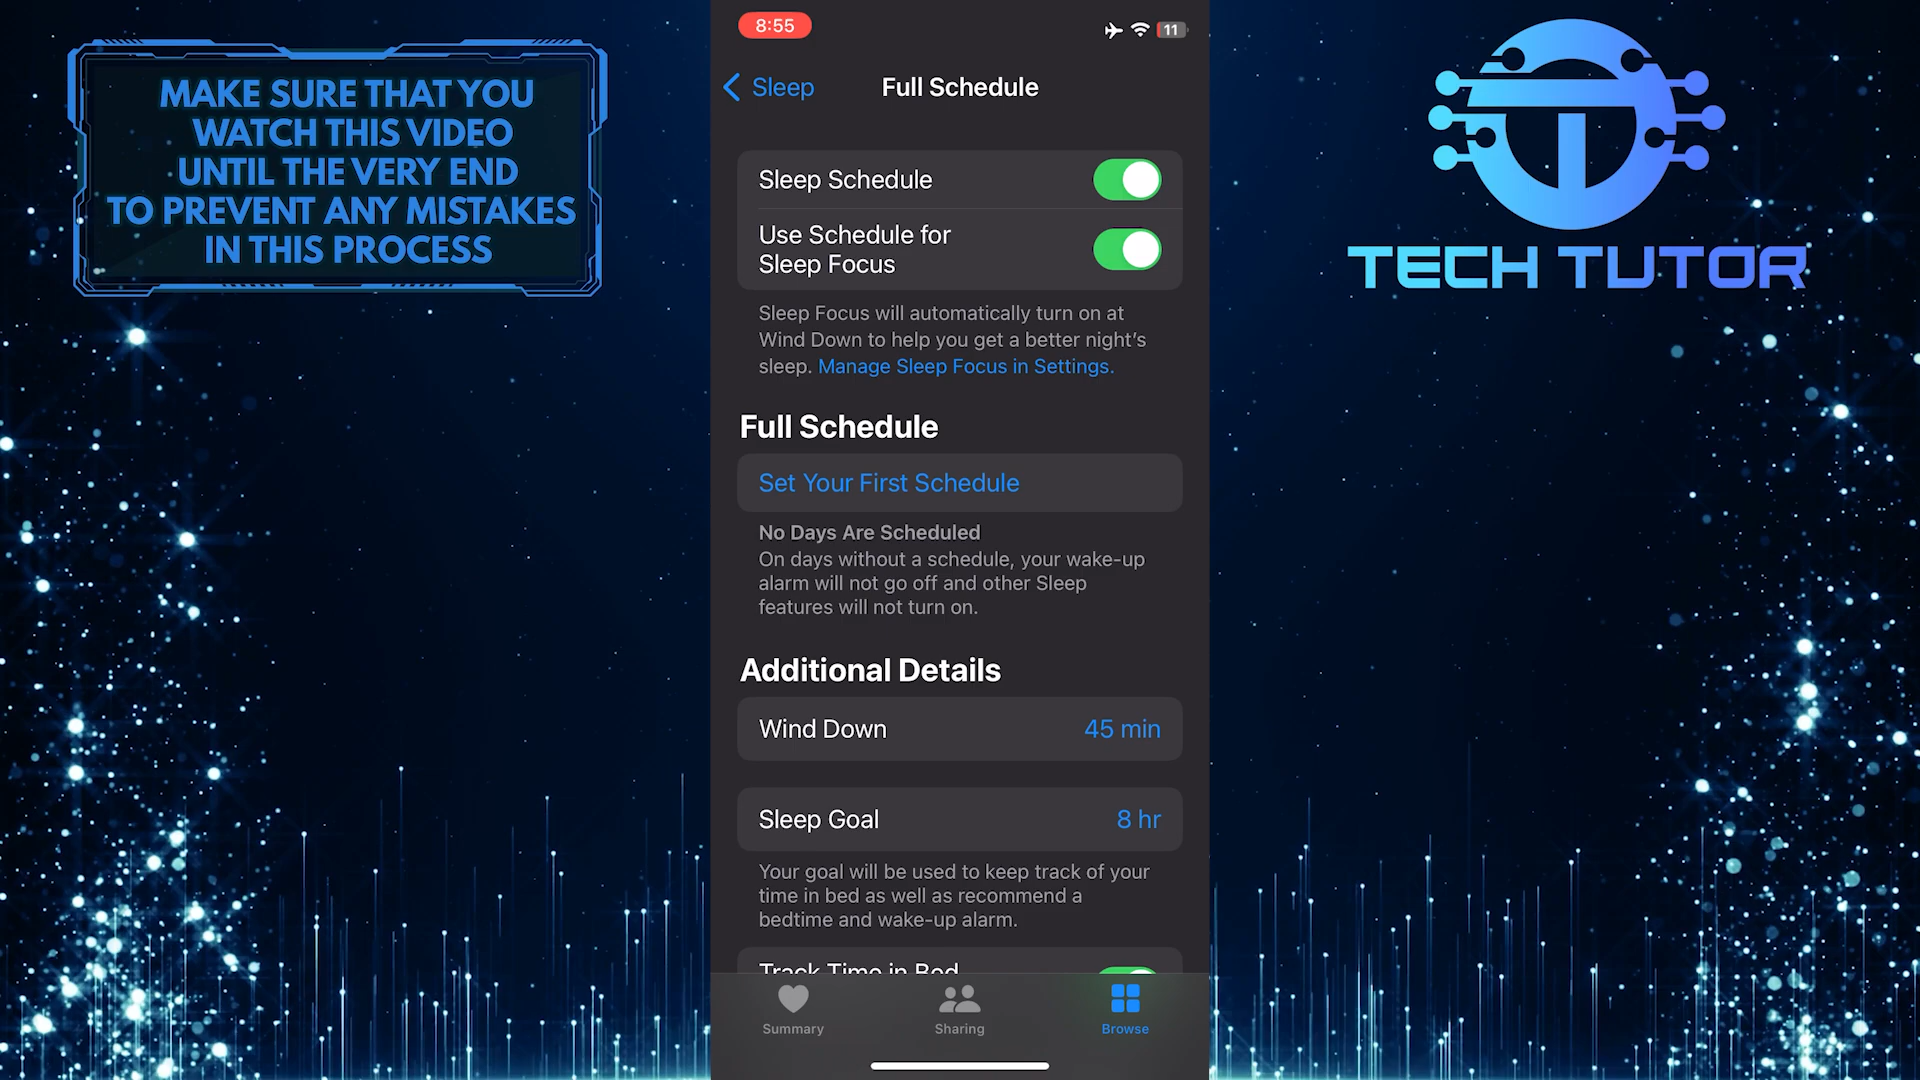 MAKE SURE THAT YOU
WATCH THIS VIDEO
UNTIL THE VERY END
TO PREVENT ANY MISTAKES
IN THIS PROCESS
8:55
11
Sleep
Full Schedule
Sleep Schedule
Use Schedule for
Sleep Focus
Sleep Focus will automatically turn on at
Wind Down to help you get a better night's
sleep. Manage Sleep Focus in Settings.
Full Schedule
Set Your First Schedule
No Days Are Scheduled
On days without a schedule, your wake-up
alarm will not go off and other Sleep
features will not turn on.
Additional Details
Wind Down 45 min
Sleep Goal 8 hr
Your goal will be used to keep track of your
time in bed as well as recommend a
bedtime and wake-up alarm.
Track Time in Bed
Summary
Sharing
Browse
TECH TUTOR